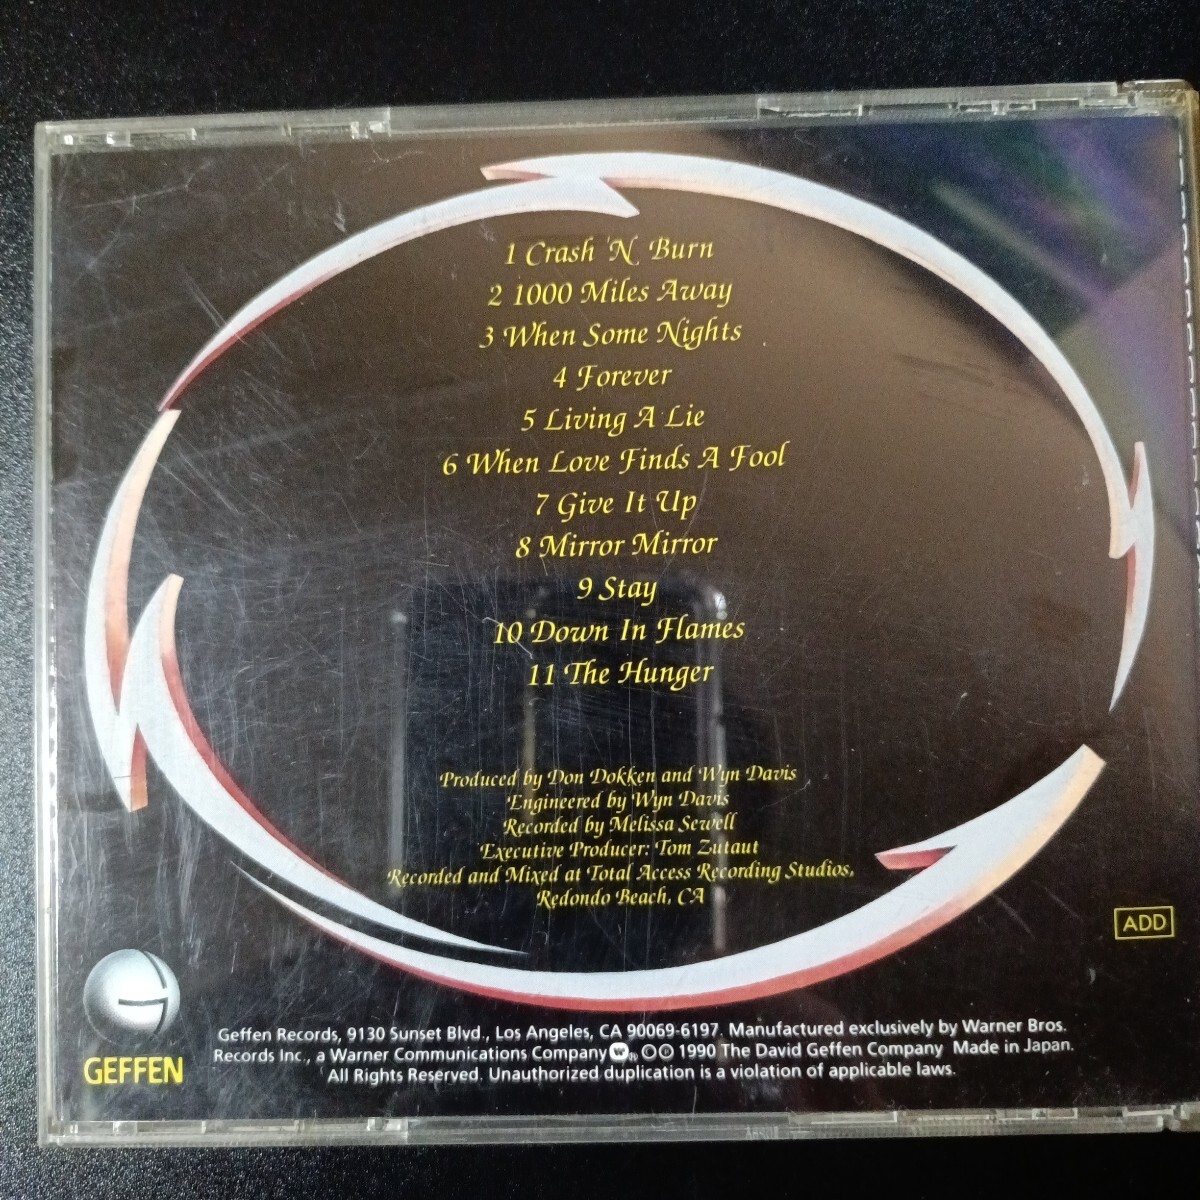 1 Crash 'N Burn
2 1000 Miles Away
3 When Some Nights
4 Forever
5 Living A Lie
6 When Love Finds A Fool
7 Give It Up
8 Mirror Mirror
9 Stay
10 Down In Flames
11 The Hunger
Produced by Don Dokken and Wyn Davis
Engineered by Wyn Davis
Recorded by Melissa Sewell
Executive Producer: Tom Zutaut
Recorded and Mixed at Total Access Recording Studios,
Redondo Beach, CA
ADD
GEFFEN
Geffen Records, 9130 Sunset Blvd., Los Angeles, CA 90069-6197. Manufactured exclusively by Warner Bros.
Records Inc., a Warner Communications Company ©℗ 1990 The David Geffen Company Made in Japan.
All Rights Reserved. Unauthorized duplication is a violation of applicable laws.